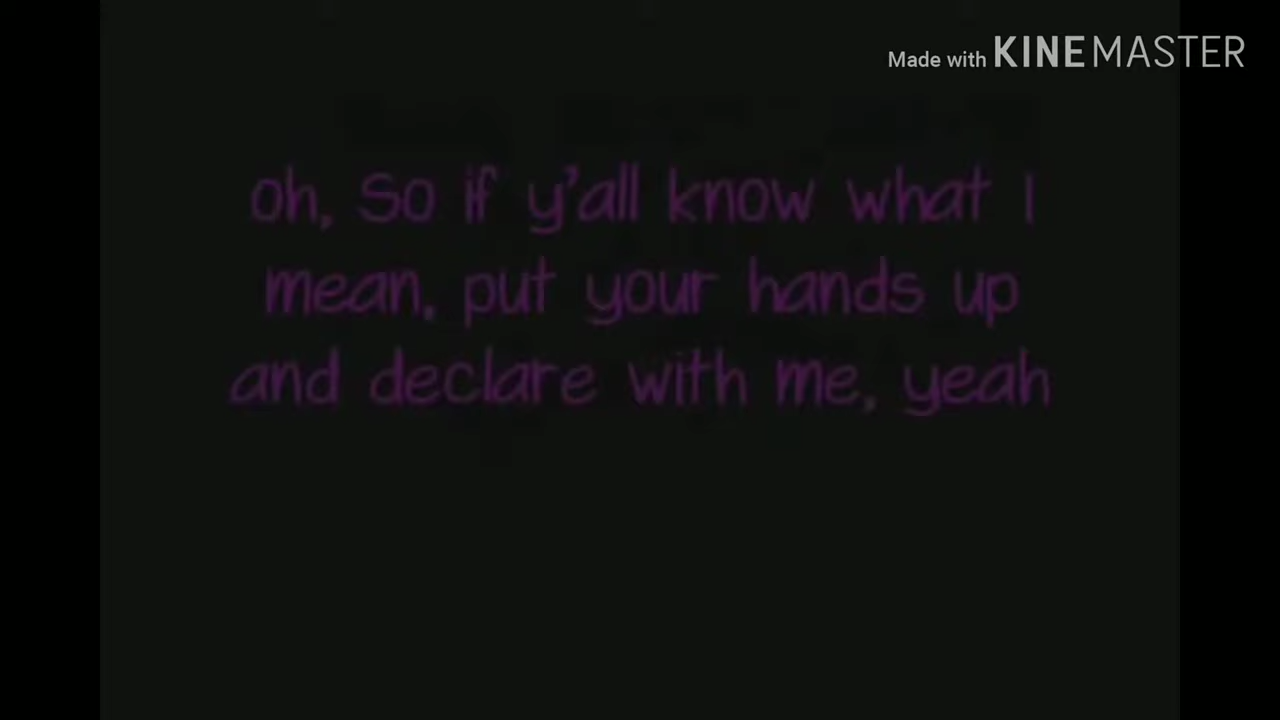 Made with KINEMASTER
oh, So if y'all know what I
mean, put your hands up
and declare with me, yeah